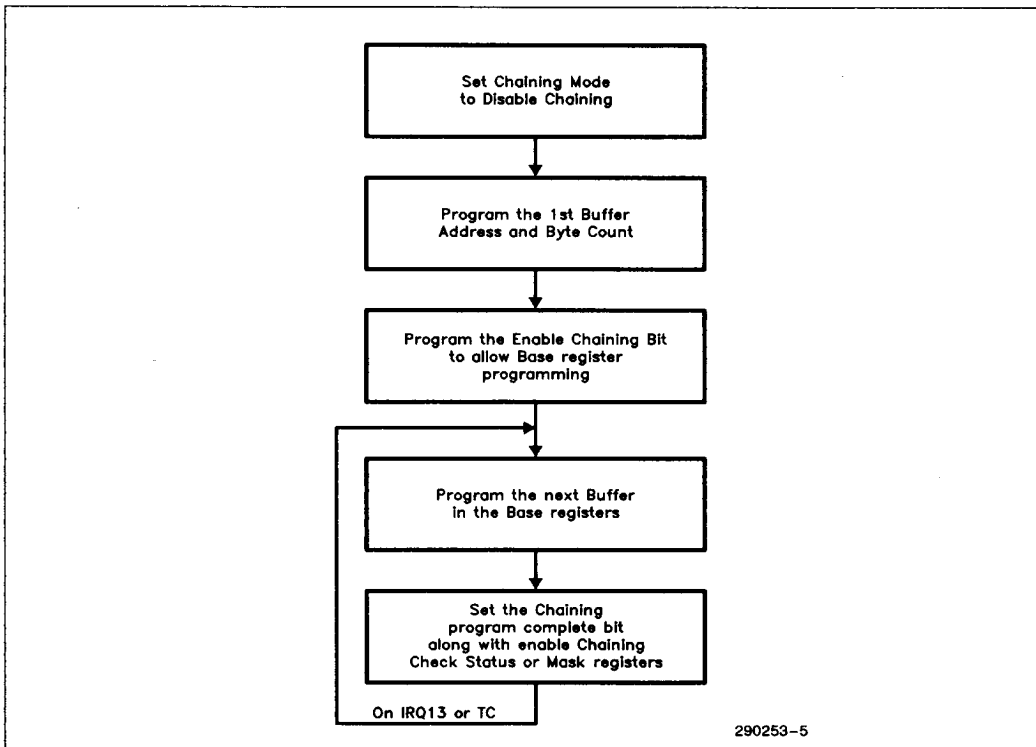 Set Chaining Mode
to Disable Chaining
Program the 1st Buffer
Address and Byte Count
Program the Enable Chaining Bit
to allow Base register
programming
Program the next Buffer
in the Base registers
Set the Chaining
program complete bit
along with enable Chaining
Check Status or Mask registers
On IRQ13 or TC
290253-5